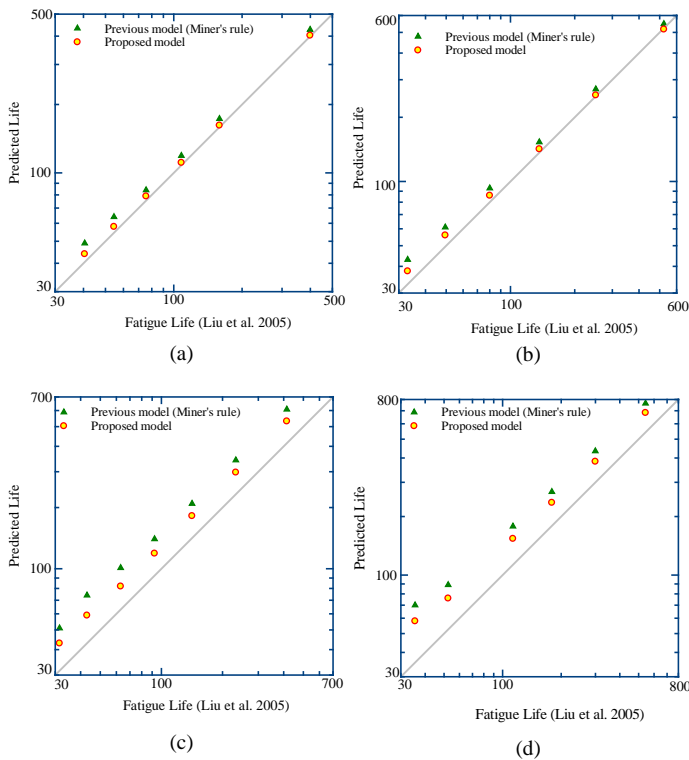 500
Previous model (Miner's rule)
Proposed model
Predicted Life
100
30
30
100
500
Fatigue Life (Liu et al. 2005)
(a)
600
Previous model (Miner's rule)
Proposed model
Predicted Life
100
30
30
100
600
Fatigue Life (Liu et al. 2005)
(b)
700
Previous model (Miner's rule)
Proposed model
Predicted Life
100
30
30
100
700
Fatigue Life (Liu et al. 2005)
(c)
800
Previous model (Miner's rule)
Proposed model
Predicted Life
100
30
30
100
800
Fatigue Life (Liu et al. 2005)
(d)